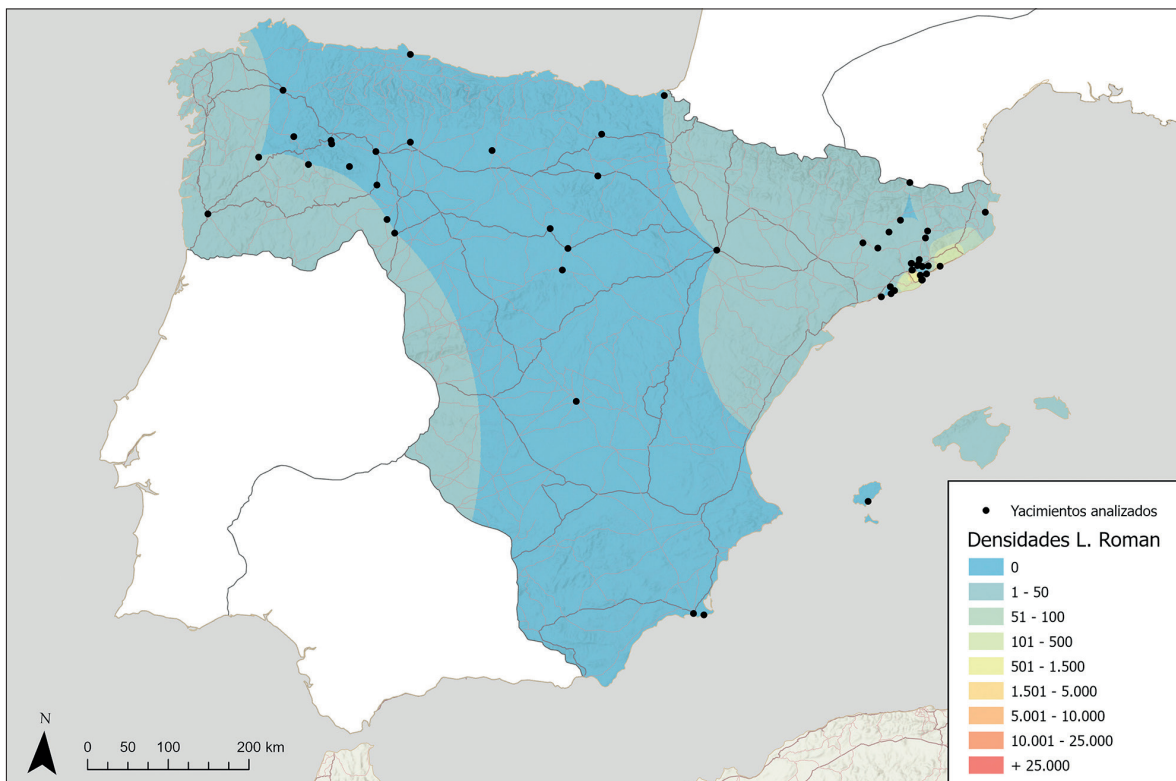 Yacimientos analizados
Densidades L. Roman
0
1 - 50
51 - 100
101 - 500
501 - 1.500
1.501 - 5.000
5.001 - 10.000
10.001 - 25.000
+ 25.000
N
0 50 100 200 km